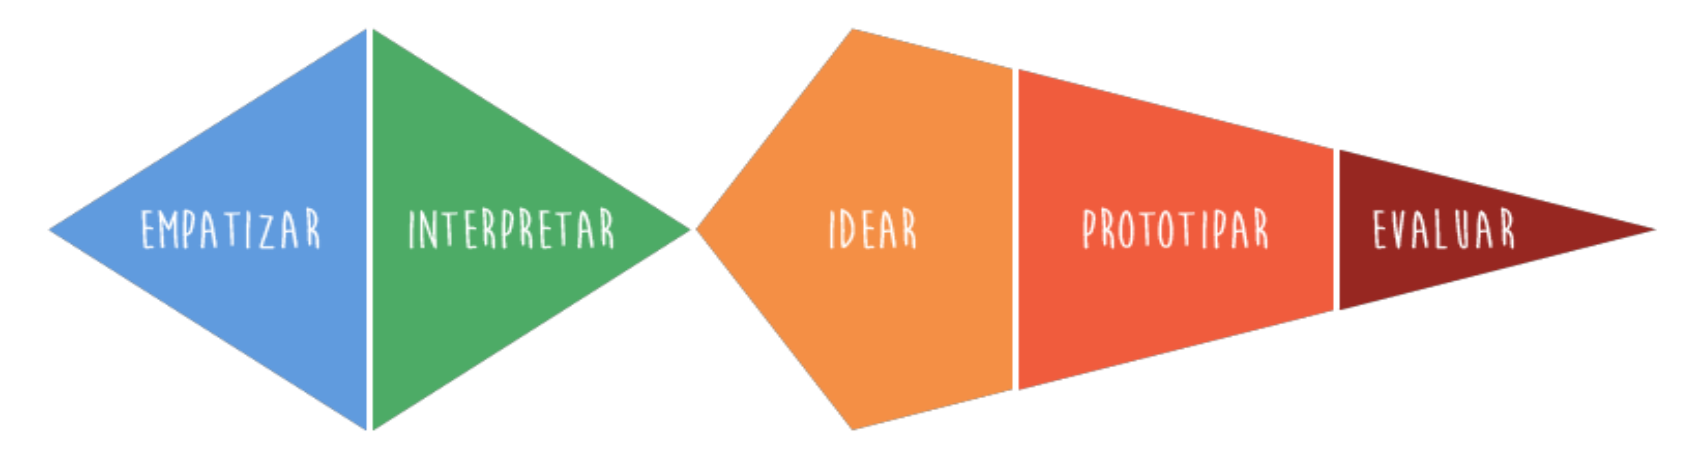 EMPATIZAR
INTERPRETAR
IDEAR
PROTOTIPAR
EVALUAR